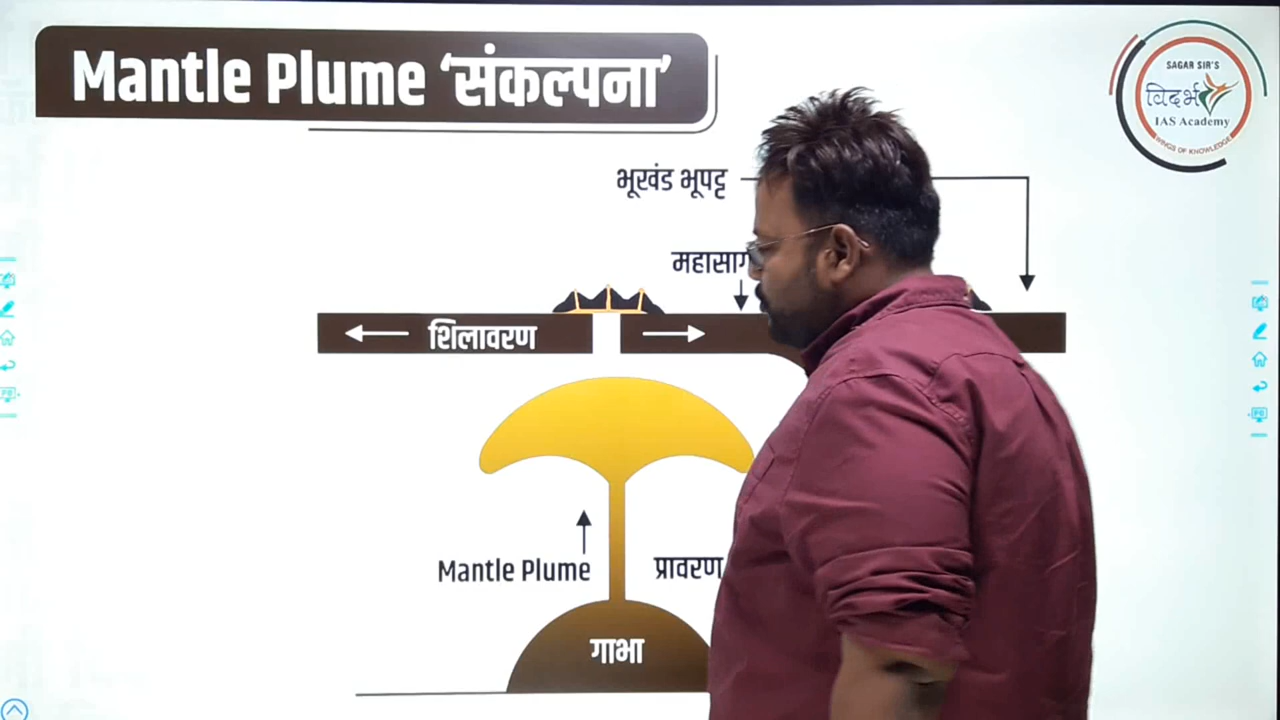 Mantle Plume ‘संकल्पना’
SAGAR SIR'S
विदर्भ
IAS Academy
WINGS OF KNOWLEDGE
भूखंड भूपट्ट
शिलावरण
Mantle Plume
प्रावरण
गाभा